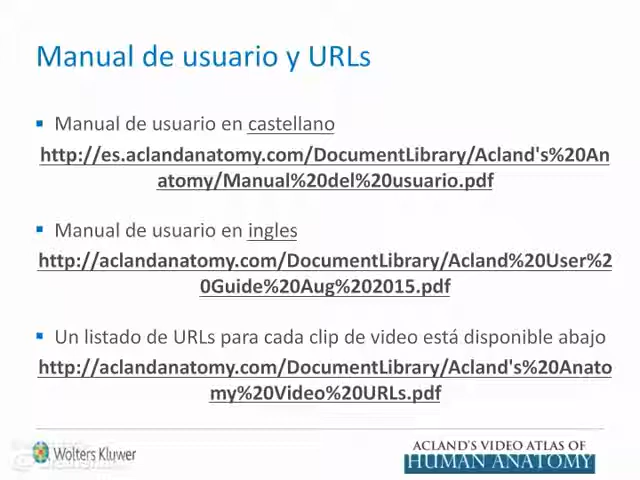 Manual de usuario y URLs
Manual de usuario en castellano
http://es.aclandanatomy.com/DocumentLibrary/Acland's%20An
atomy/Manual%20del%20usuario.pdf
Manual de usuario en ingles
http://aclandanatomy.com/DocumentLibrary/Acland%20User%2
0Guide%20Aug%202015.pdf
Un listado de URLs para cada clip de video está disponible abajo
http://aclandanatomy.com/DocumentLibrary/Acland's%20Anato
my%20Video%20URLs.pdf
Wolters Kluwer
ACLAND'S VIDEO ATLAS OF
HUMAN ANATOMY